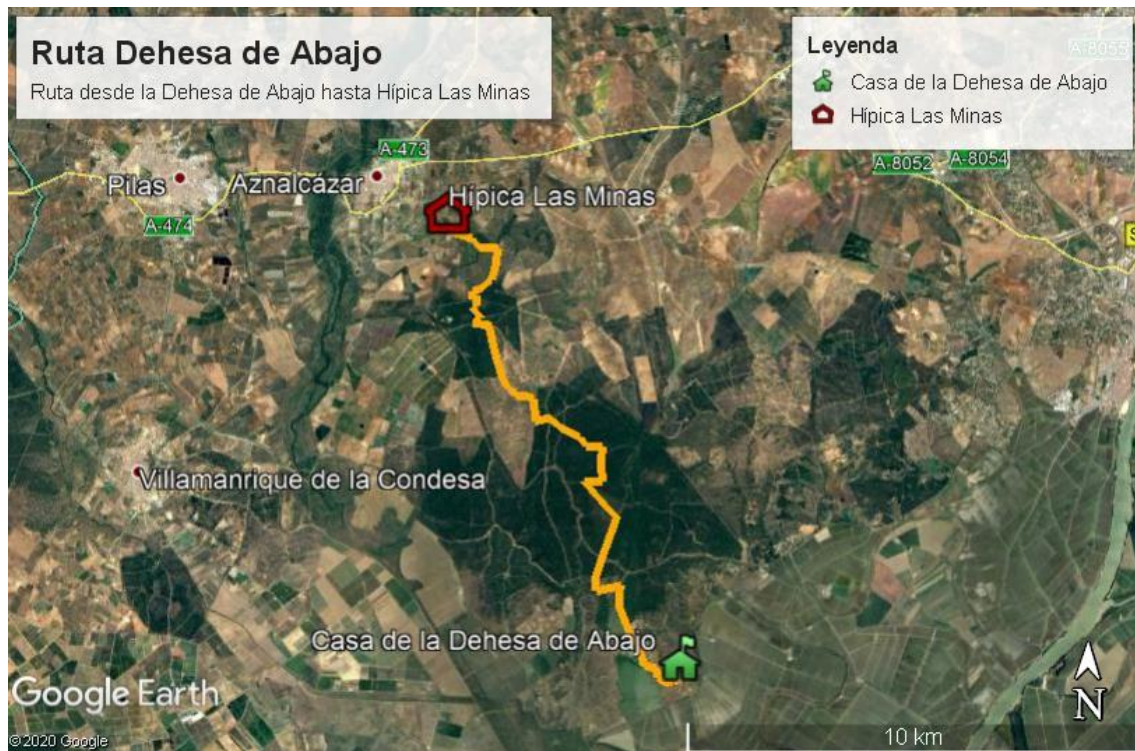 Ruta Dehesa de Abajo
Ruta desde la Dehesa de Abajo hasta Hípica Las Minas
Leyenda
Casa de la Dehesa de Abajo
Hípica Las Minas
A-8055
A-473
A-8052
A-8054
Pilas
Aznalcázar
Hípica Las Minas
A-474
S
Villamanrique de la Condesa
Casa de la Dehesa de Abajo
Google Earth
N
© 2020 Google
10 km